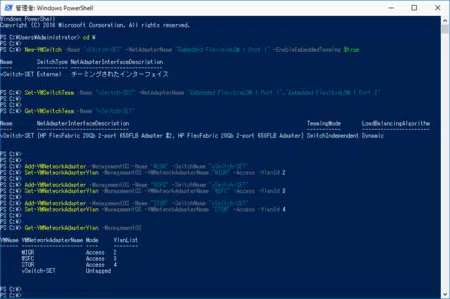 管理者: Windows PowerShell
Windows PowerShell
Copyright (C) 2016 Microsoft Corporation. All rights reserved.
PS C:¥Users¥Administrator> cd ¥
PS C:¥> New-VMSwitch -Name "vSwitch-SET" -NetAdapterName "Embedded FlexibleLOM 1 Port 1" -EnableEmbeddedTeaming $true
Name SwitchType NetAdapterInterfaceDescription
vSwitch-SET External チーミングされたインターフェイス
PS C:¥> Set-VMSwitchTeam -Name "vSwitch-SET" -NetAdapterName "Embedded FlexibleLOM 1 Port 1","Embedded FlexibleLOM 1 Port 2"
PS C:¥> Get-VMSwitchTeam -Name "vSwitch-SET"
Name NetAdapterInterfaceDescription TeamingMode LoadBalancingAlgorithm
vSwitch-SET {HP FlexFabric 20Gb 2-port 650FLB Adapter #2, HP FlexFabric 20Gb 2-port 650FLB Adapter} SwitchIndependent Dynamic
PS C:¥>
PS C:¥> Add-VMNetworkAdapter -ManagementOS -Name "MIGR" -SwitchName "vSwitch-SET"
PS C:¥> Set-VMNetworkAdapterVlan -ManagementOS -VMNetworkAdapterName "MIGR" -Access -VlanId 2
PS C:¥>
PS C:¥> Add-VMNetworkAdapter -ManagementOS -Name "WSFC" -SwitchName "vSwitch-SET"
PS C:¥> Set-VMNetworkAdapterVlan -ManagementOS -VMNetworkAdapterName "WSFC" -Access -VlanId 3
PS C:¥>
PS C:¥> Add-VMNetworkAdapter -ManagementOS -Name "STOR" -SwitchName "vSwitch-SET"
PS C:¥> Set-VMNetworkAdapterVlan -ManagementOS -VMNetworkAdapterName "STOR" -Access -VlanId 4
PS C:¥>
PS C:¥> Get-VMNetworkAdapterVlan -ManagementOS
VMName VMNetworkAdapterName Mode VlanList
MIGR Access 2
WSFC Access 3
STOR Access 4
vSwitch-SET Untagged
PS C:¥>
PS C:¥>